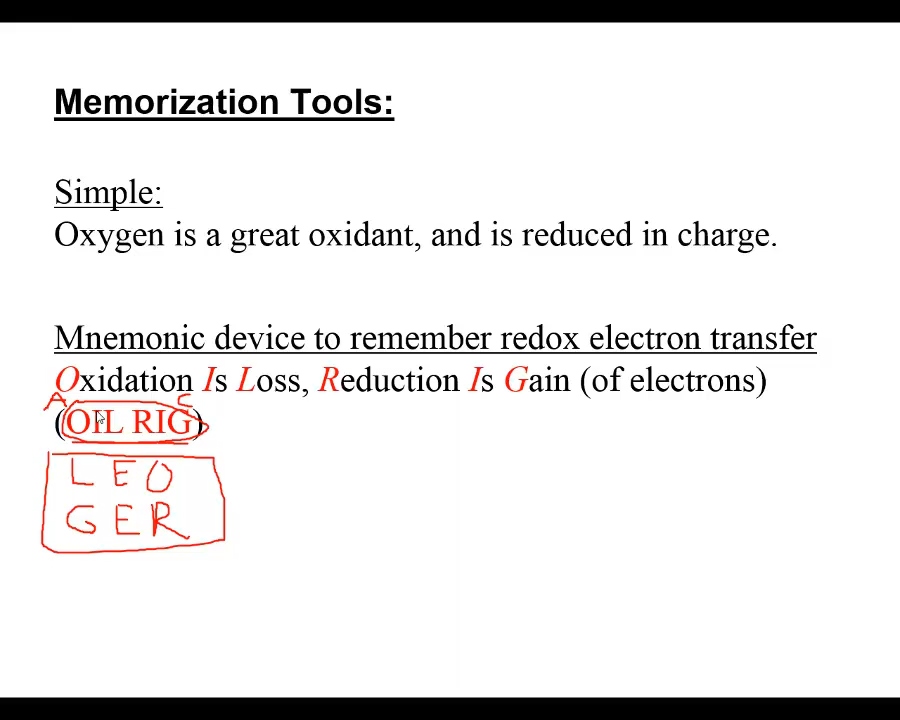 Memorization Tools:
Simple:
Oxygen is a great oxidant, and is reduced in charge.
Mnemonic device to remember redox electron transfer
Oxidation Is Loss, Reduction Is Gain (of electrons)
A C
(OIL RIG)
LEO
GER